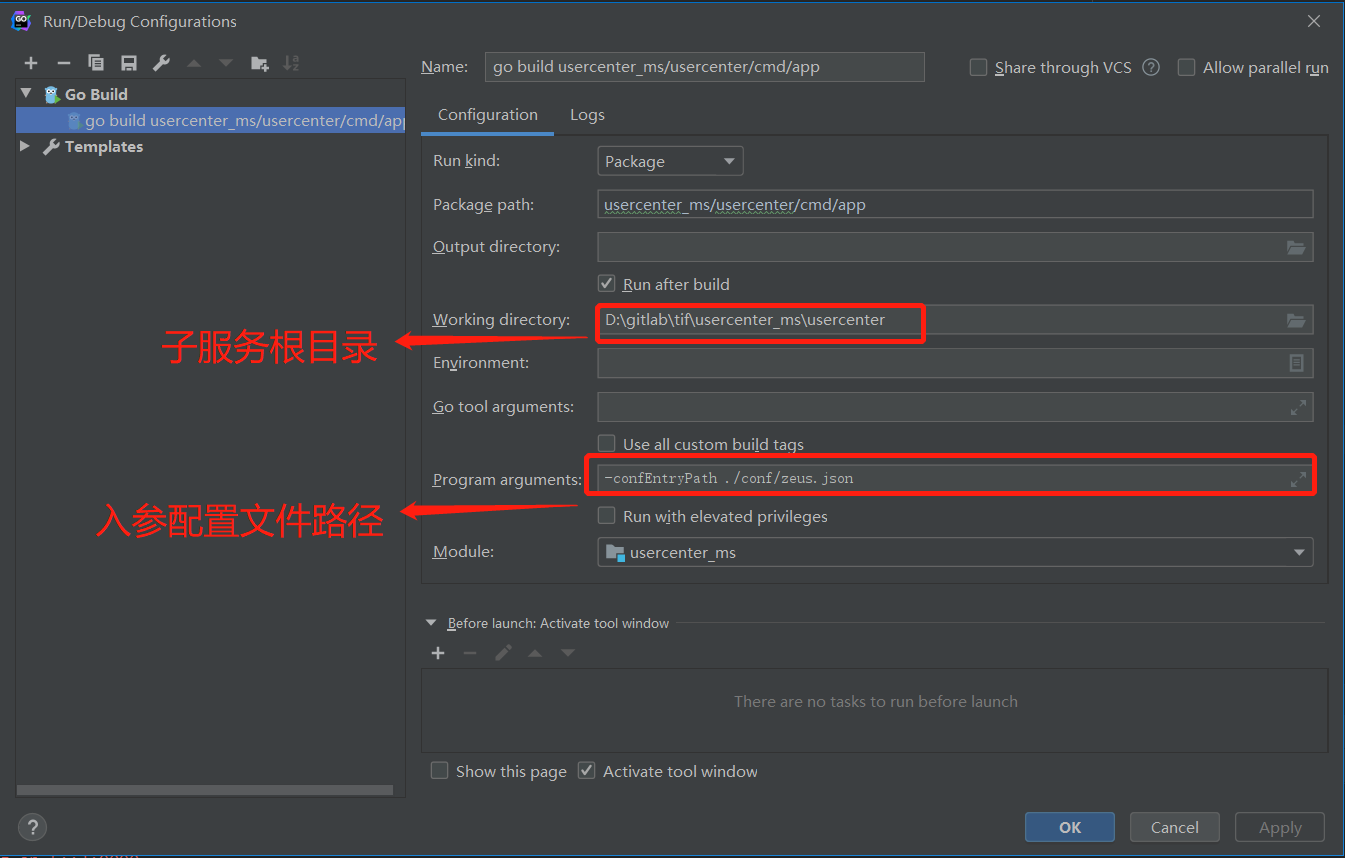 Run/Debug Configurations
Name: go build usercenter_ms/usercenter/cmd/app
Share through VCS
Allow parallel run
Go Build
go build usercenter_ms/usercenter/cmd/app
Templates
Configuration Logs
Run kind: Package
Package path: usercenter_ms/usercenter/cmd/app
Output directory:
Run after build
Working directory: D:\gitlab\tif\usercenter_ms\usercenter
子服务根目录
Environment:
Go tool arguments:
Use all custom build tags
Program arguments: -confEntryPath ./conf/zeus.json
入参配置文件路径
Run with elevated privileges
Module: usercenter_ms
Before launch: Activate tool window
There are no tasks to run before launch
Show this page Activate tool window
OK Cancel Apply